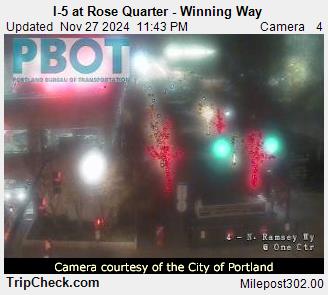 I-5 at Rose Quarter - Winning Way
Updated Nov 27 2024 11:43 PM Camera 4
PBOT
PORTLAND BUREAU OF TRANSPORTATION
4 - N. Ramsey Wy
@ One Ctr
Camera courtesy of the City of Portland
TripCheck.com Milepost302.00